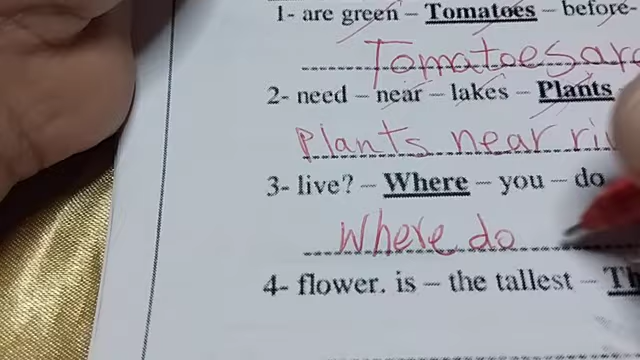 1- are green – Tomatoes – before-
Tomatoes are
2- need – near – lakes – Plants
Plants near ri
3- live? – Where – you – do
Where do
4- flower. is – the tallest – Th